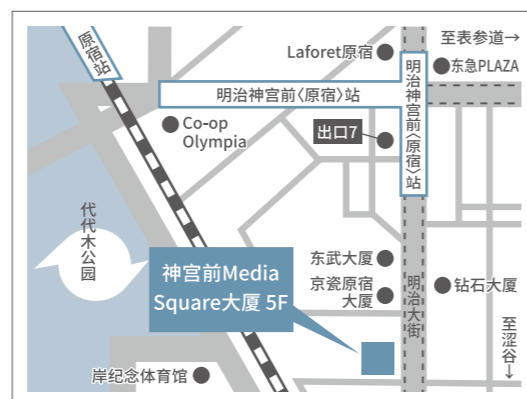 原宿站
Laforet原宿
至表参道→
东急PLAZA
明治神宫前〈原宿〉站
明治神宫前〈原宿〉站
Co-op
Olympia
出口7
代代木公园
神宫前Media
Square大厦 5F
东武大厦
京瓷原宿
大厦
明治大街
钻石大厦
至涩谷↓
岸纪念体育馆